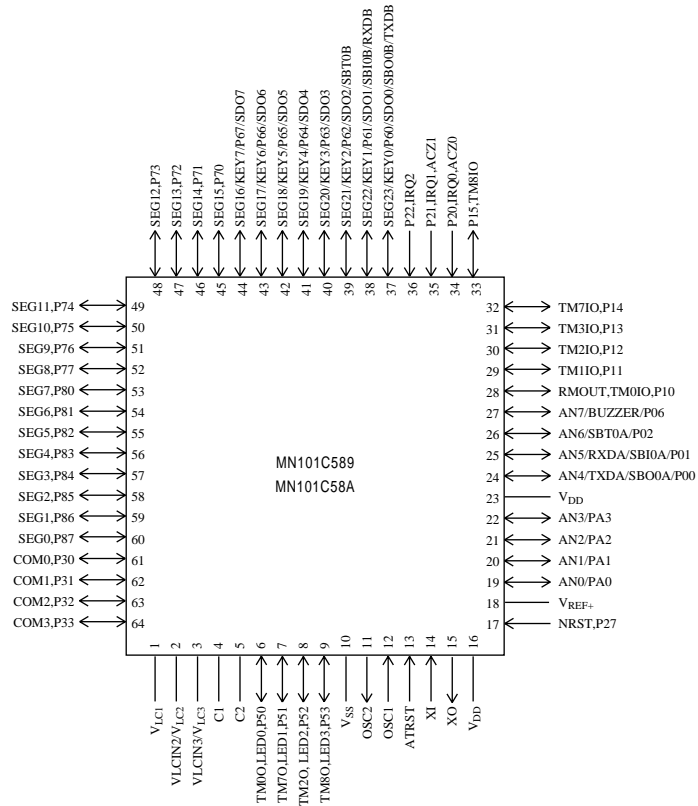 SEG12,P73
SEG13,P72
SEG14,P71
SEG15,P70
SEG16/KEY7/P67/SDO7
SEG17/KEY6/P66/SDO6
SEG18/KEY5/P65/SDO5
SEG19/KEY4/P64/SDO4
SEG20/KEY3/P63/SDO3
SEG21/KEY2/P62/SDO2/SBT0B
SEG22/KEY1/P61/SDO1/SBI0B/RXDB
SEG23/KEY0/P60/SDO0/SBO0B/TXDB
P22,IRQ2
P21,IRQ1,ACZ1
P20,IRQ0,ACZ0
P15,TM8IO
48 47 46 45 44 43 42 41 40 39 38 37 36 35 34 33
SEG11,P74 49
SEG10,P75 50
SEG9,P76 51
SEG8,P77 52
SEG7,P80 53
SEG6,P81 54
SEG5,P82 55
SEG4,P83 56
SEG3,P84 57
SEG2,P85 58
SEG1,P86 59
SEG0,P87 60
COM0,P30 61
COM1,P31 62
COM2,P32 63
COM3,P33 64
MN101C589
MN101C58A
32 TM7IO,P14
31 TM3IO,P13
30 TM2IO,P12
29 TM1IO,P11
28 RMOUT,TM0IO,P10
27 AN7/BUZZER/P06
26 AN6/SBT0A/P02
25 AN5/RXDA/SBI0A/P01
24 AN4/TXDA/SBO0A/P00
23 VDD
22 AN3/PA3
21 AN2/PA2
20 AN1/PA1
19 AN0/PA0
18 VREF+
17 NRST,P27
1 2 3 4 5 6 7 8 9 10 11 12 13 14 15 16
VLC1
VLCIN2/VLC2
VLCIN3/VLC3
C1
C2
TM0O,LED0,P50
TM7O,LED1,P51
TM2O, LED2,P52
TM8O,LED3,P53
VSS
OSC2
OSC1
ATRST
XI
XO
VDD